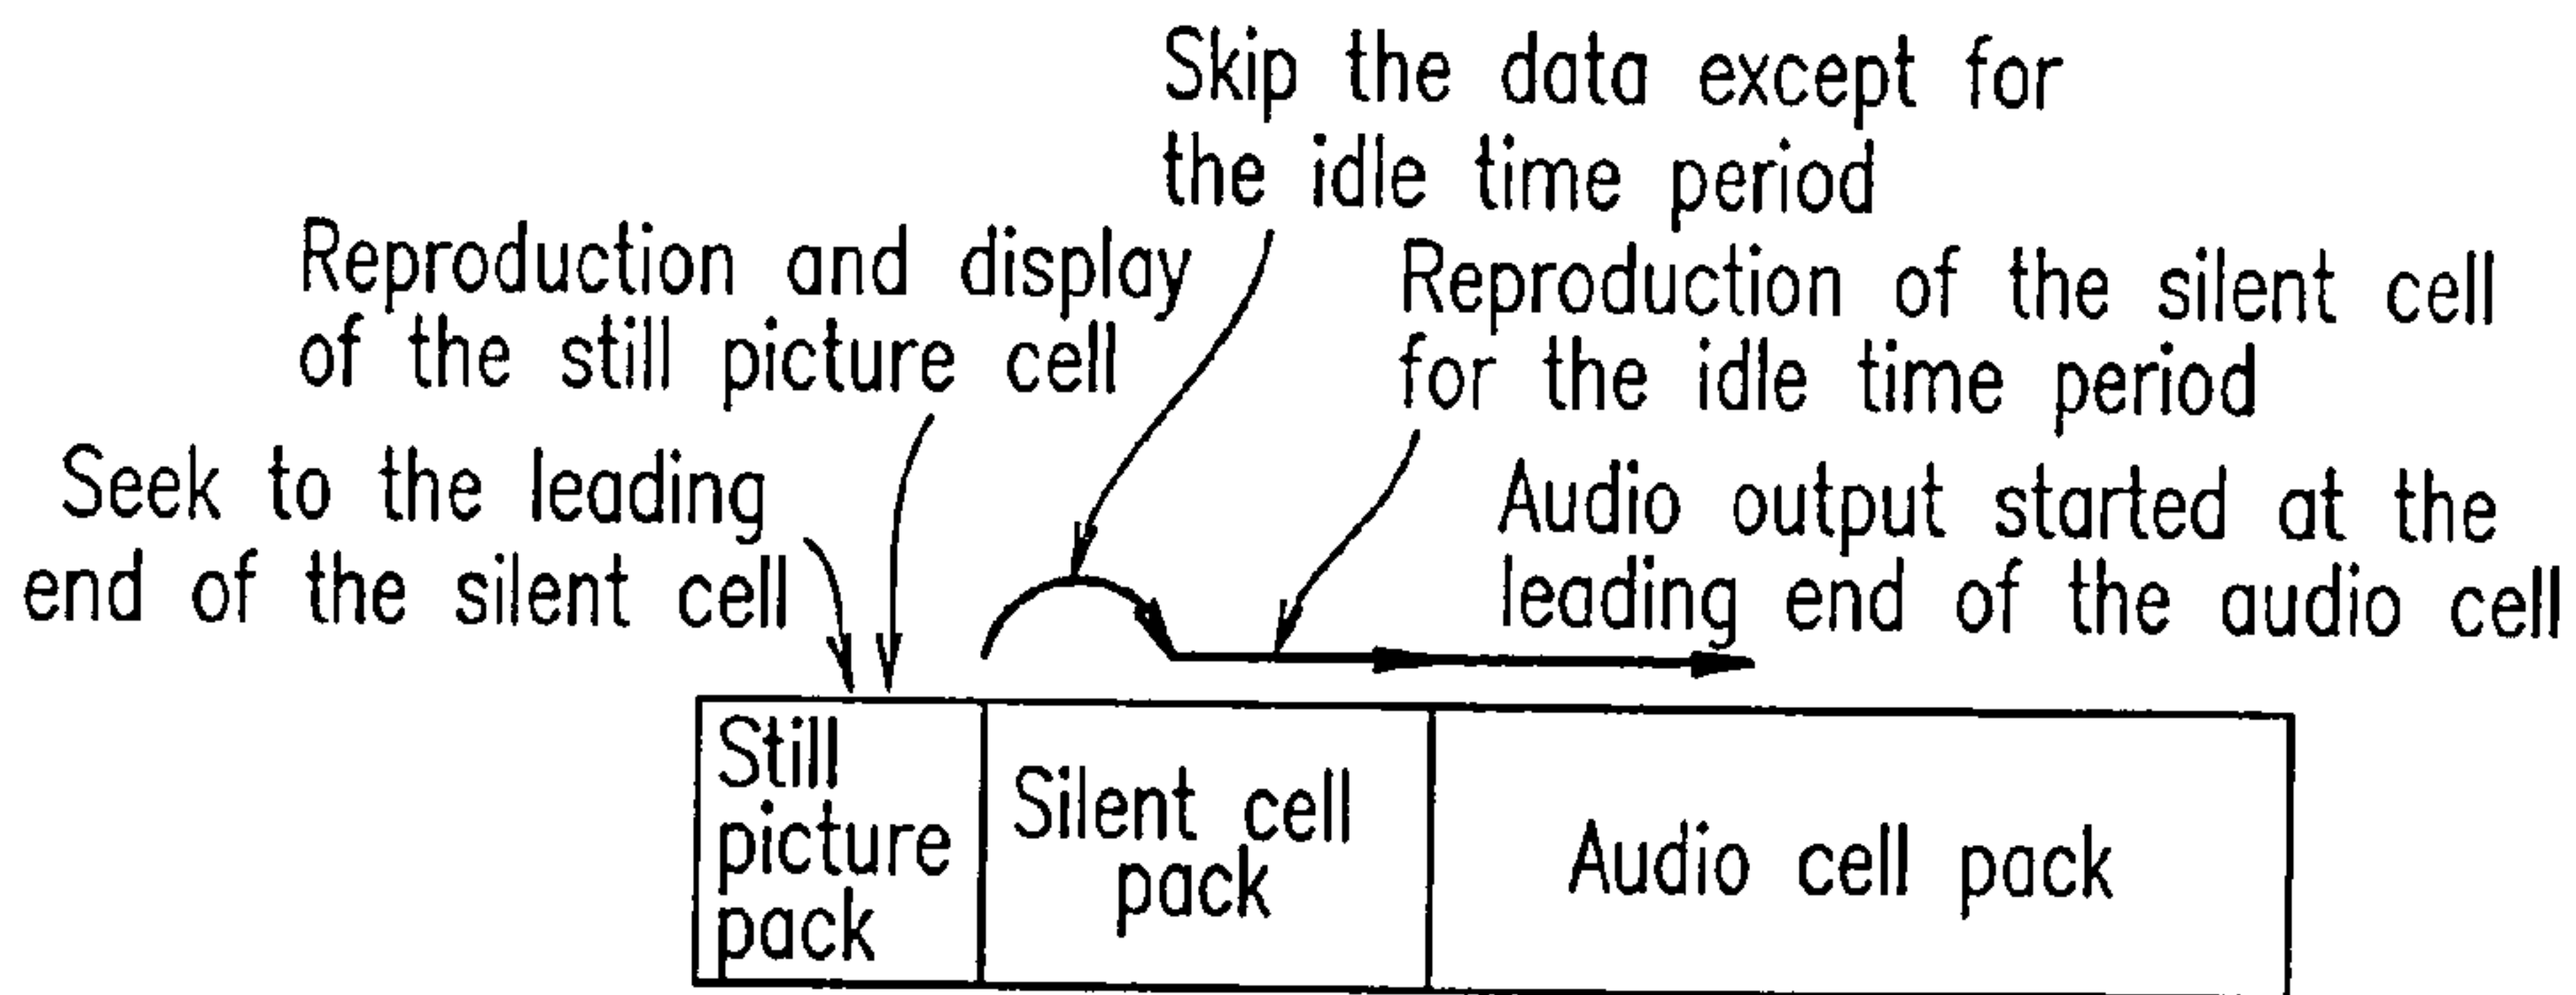 Skip the data except for
the idle time period
Reproduction and display
of the still picture cell
Reproduction of the silent cell
for the idle time period
Seek to the leading
end of the silent cell
Audio output started at the
leading end of the audio cell
Still
picture
pack
Silent cell
pack
Audio cell pack